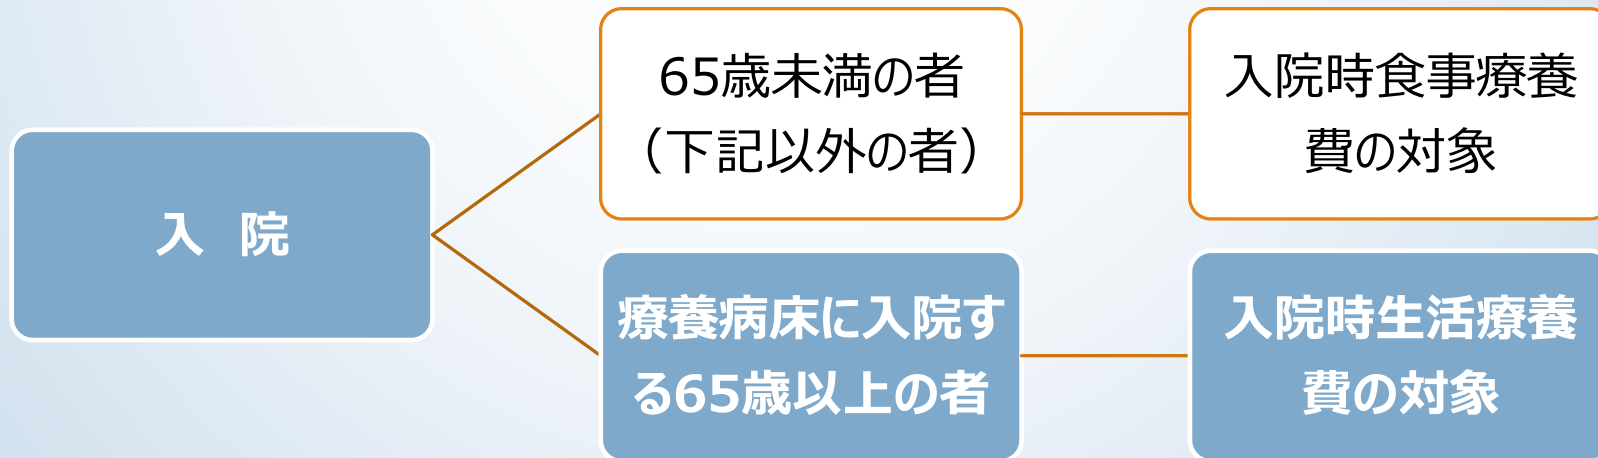 入 院
65歳未満の者
（下記以外の者）
入院時食事療養
費の対象
療養病床に入院す
る65歳以上の者
入院時生活療養
費の対象